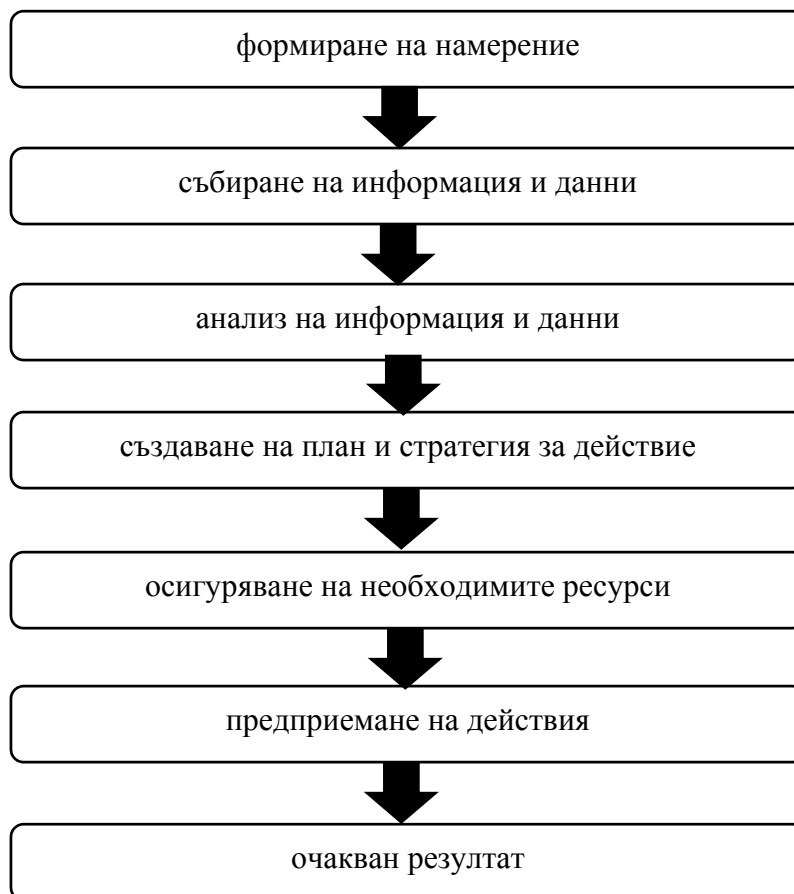 формиране на намерение
събиране на информация и данни
анализ на информация и данни
създаване на план и стратегия за действие
осигуряване на необходимите ресурси
предприемане на действия
очакван резултат